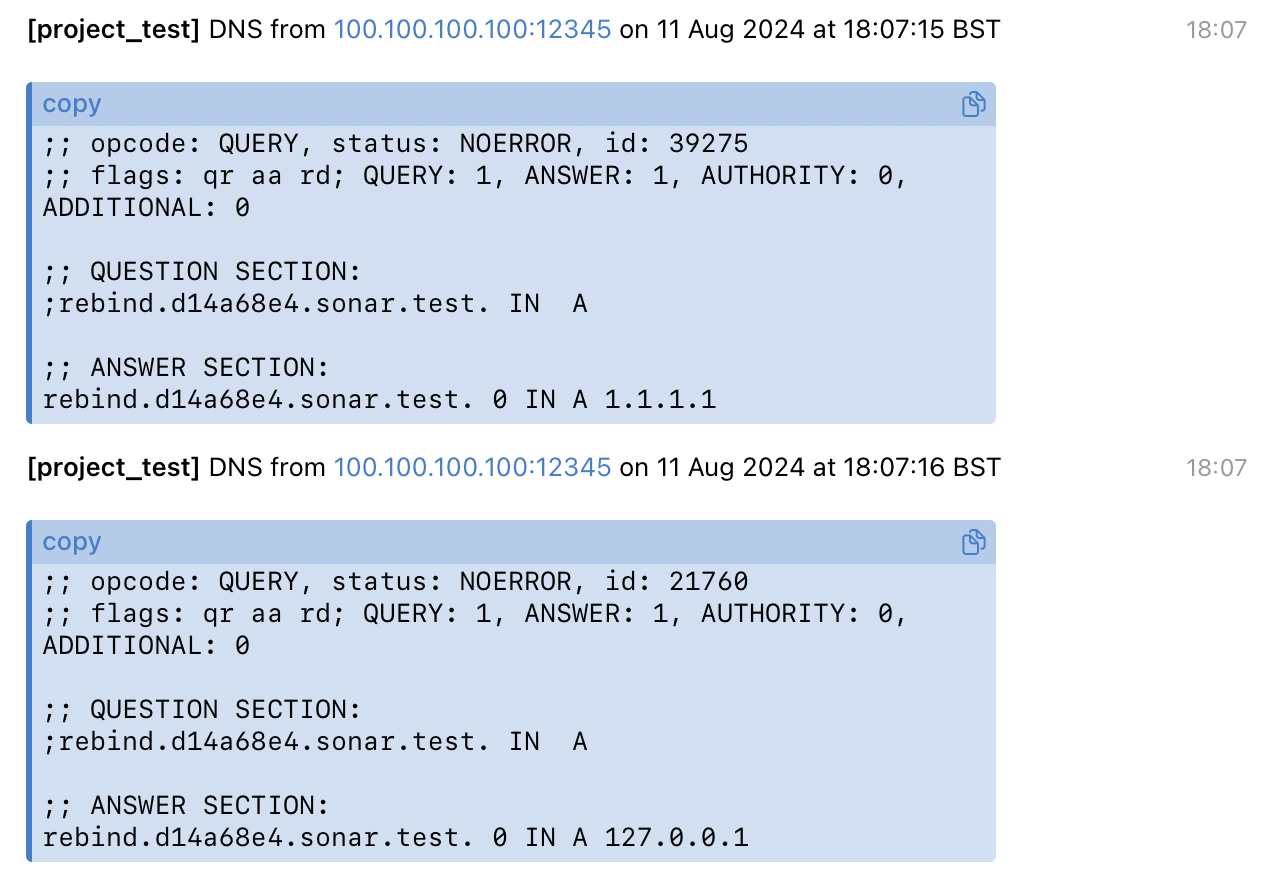 [project_test] DNS from 100.100.100.100:12345 on 11 Aug 2024 at 18:07:15 BST 18:07
copy
;; opcode: QUERY, status: NOERROR, id: 39275
;; flags: qr aa rd; QUERY: 1, ANSWER: 1, AUTHORITY: 0,
ADDITIONAL: 0
;; QUESTION SECTION:
;rebind.d14a68e4.sonar.test. IN  A
;; ANSWER SECTION:
rebind.d14a68e4.sonar.test. 0 IN A 1.1.1.1
[project_test] DNS from 100.100.100.100:12345 on 11 Aug 2024 at 18:07:16 BST 18:07
copy
;; opcode: QUERY, status: NOERROR, id: 21760
;; flags: qr aa rd; QUERY: 1, ANSWER: 1, AUTHORITY: 0,
ADDITIONAL: 0
;; QUESTION SECTION:
;rebind.d14a68e4.sonar.test. IN  A
;; ANSWER SECTION:
rebind.d14a68e4.sonar.test. 0 IN A 127.0.0.1